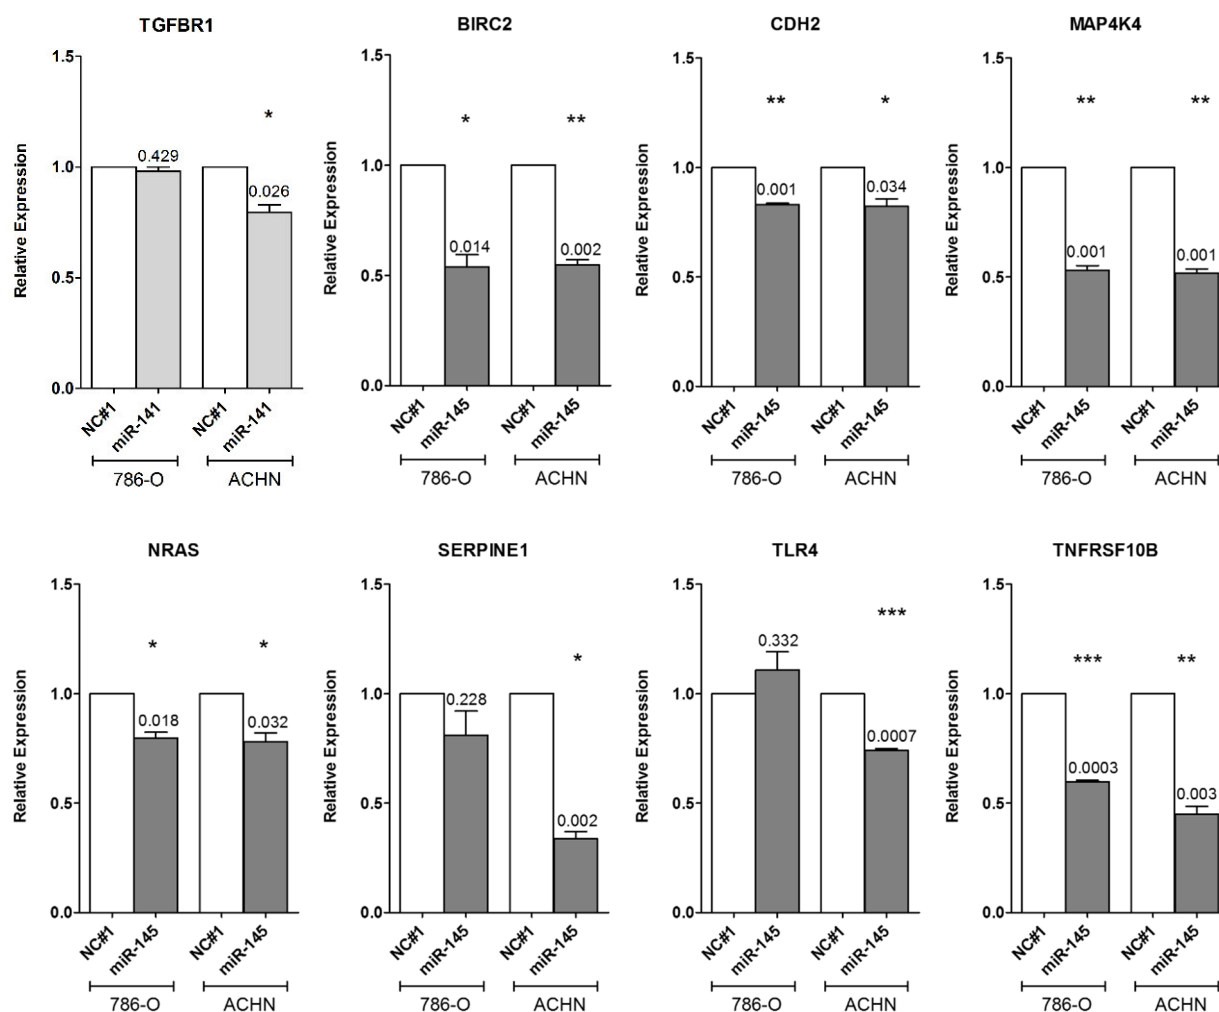 TGFBR1
1.5
1.0
0.5
0.0
Relative Expression
*
0.429
0.026
NC#1
miR-141
NC#1
miR-141
786-O
ACHN
BIRC2
1.5
1.0
0.5
0.0
Relative Expression
*
**
0.014
0.002
NC#1
miR-145
NC#1
miR-145
786-O
ACHN
CDH2
1.5
1.0
0.5
0.0
Relative Expression
**
*
0.001
0.034
NC#1
miR-145
NC#1
miR-145
786-O
ACHN
MAP4K4
1.5
1.0
0.5
0.0
Relative Expression
**
**
0.001
0.001
NC#1
miR-145
NC#1
miR-145
786-O
ACHN
NRAS
1.5
1.0
0.5
0.0
Relative Expression
*
*
0.018
0.032
NC#1
miR-145
NC#1
miR-145
786-O
ACHN
SERPINE1
1.5
1.0
0.5
0.0
Relative Expression
*
0.228
0.002
NC#1
miR-145
NC#1
miR-145
786-O
ACHN
TLR4
1.5
1.0
0.5
0.0
Relative Expression
***
0.332
0.0007
NC#1
miR-145
NC#1
miR-145
786-O
ACHN
TNFRSF10B
1.5
1.0
0.5
0.0
Relative Expression
***
**
0.0003
0.003
NC#1
miR-145
NC#1
miR-145
786-O
ACHN